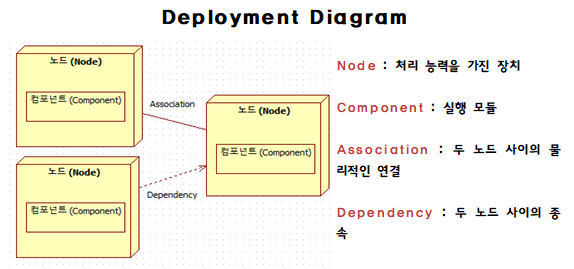 Deployment Diagram
노드 (Node)
컴포넌트 (Component)
Association
노드 (Node)
컴포넌트 (Component)
노드 (Node)
컴포넌트 (Component)
Dependency
Node : 처리 능력을 가진 장치
Component : 실행 모듈
Association : 두 노드 사이의 물
리적인 연결
Dependency : 두 노드 사이의 종
속